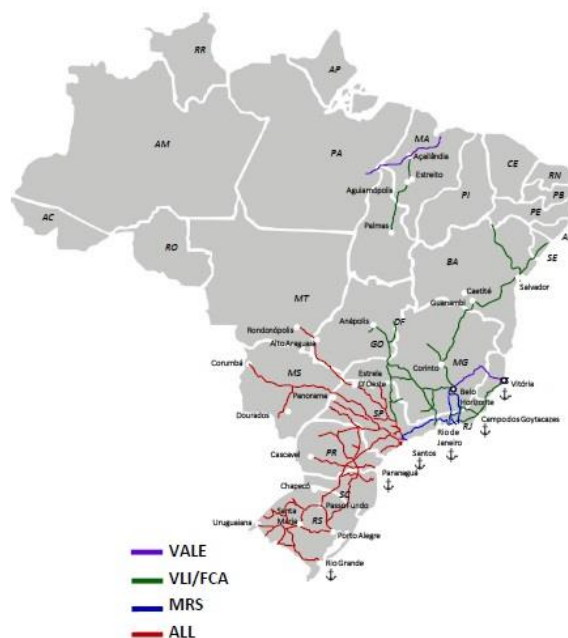 RR
AP
AM
PA
MA
Açailândia
Estreito
CE
RN
PB
PE
PI
Aguiarnópolis
Palmas
AC
RO
SE
BA
MT
Caetité
Guanambi
Salvador
Rondonópolis
Anápolis
DF
GO
Alto Araguaia
Corumbá
MS
Estrela
D'Oeste
Corinto
MG
Panorama
Belo
Horizonte
Vitória
Dourados
SP
RJ
Campo dos Goytacazes
Rio de
Janeiro
Santos
PR
Cascavel
Paranaguá
Chapecó
SC
Passo Fundo
Santa
Maria
RS
Uruguaiana
Porto Alegre
Rio Grande
VALE
VLI/FCA
MRS
ALL